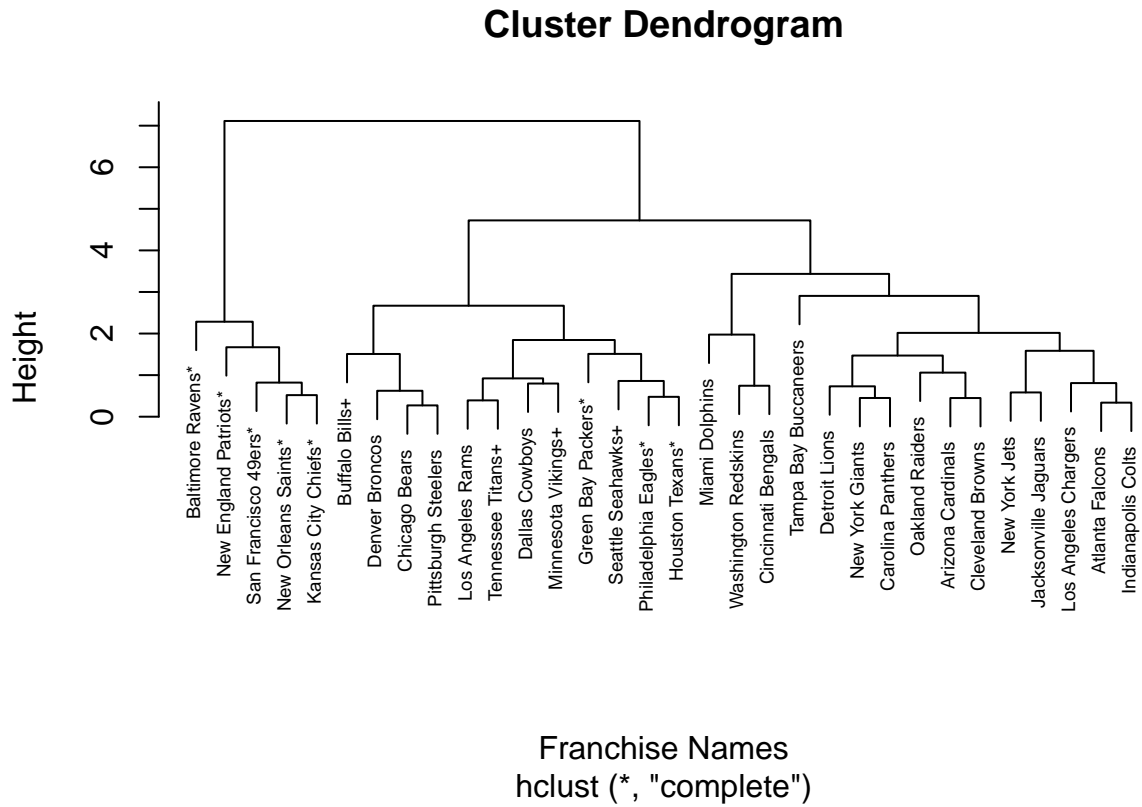 Cluster Dendrogram
Height
6
4
2
0
Baltimore Ravens*
New England Patriots*
San Francisco 49ers*
New Orleans Saints*
Kansas City Chiefs*
Buffalo Bills+
Denver Broncos
Chicago Bears
Pittsburgh Steelers
Los Angeles Rams
Tennessee Titans+
Dallas Cowboys
Minnesota Vikings+
Green Bay Packers*
Seattle Seahawks+
Philadelphia Eagles*
Houston Texans*
Miami Dolphins
Washington Redskins
Cincinnati Bengals
Tampa Bay Buccaneers
Detroit Lions
New York Giants
Carolina Panthers
Oakland Raiders
Arizona Cardinals
Cleveland Browns
New York Jets
Jacksonville Jaguars
Los Angeles Chargers
Atlanta Falcons
Indianapolis Colts
Franchise Names
hclust (*, "complete")